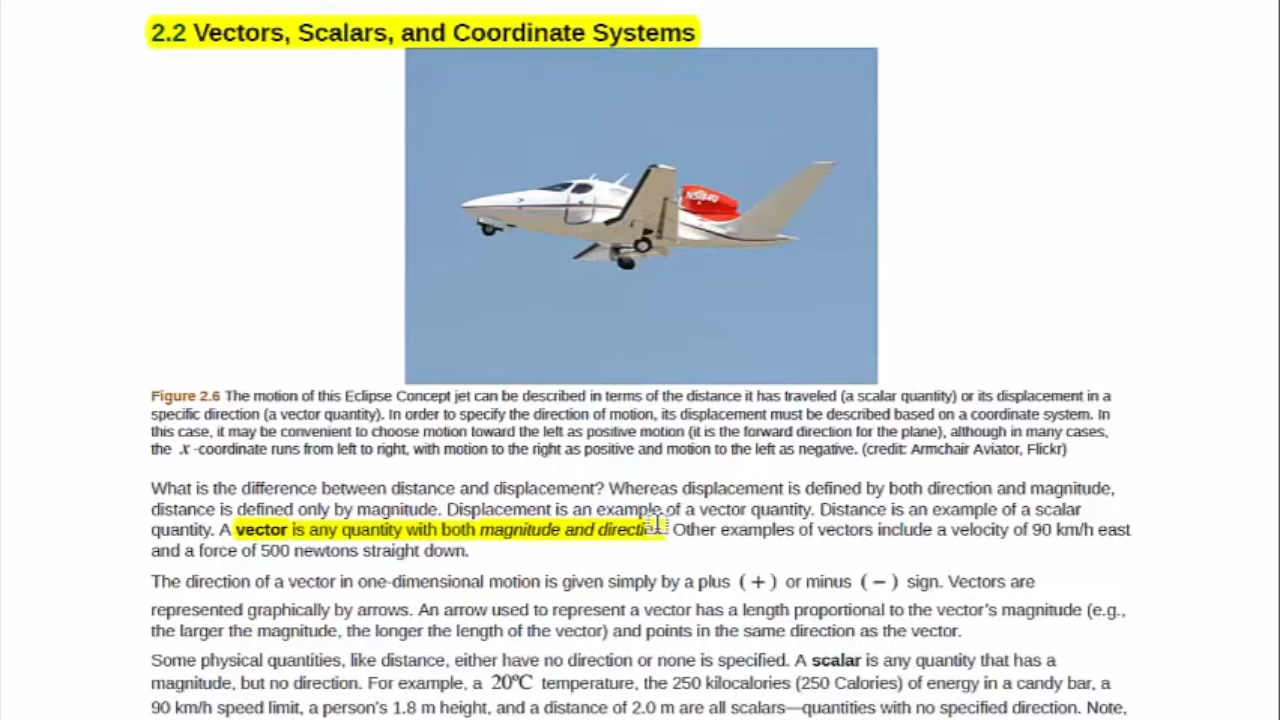 2.2 Vectors, Scalars, and Coordinate Systems
Figure 2.6 The motion of this Eclipse Concept jet can be described in terms of the distance it has traveled (a scalar quantity) or its displacement in a
specific direction (a vector quantity). In order to specify the direction of motion, its displacement must be described based on a coordinate system. In
this case, it may be convenient to choose motion toward the left as positive motion (it is the forward direction for the plane), although in many cases,
the x -coordinate runs from left to right, with motion to the right as positive and motion to the left as negative. (credit: Armchair Aviator, Flickr)
What is the difference between distance and displacement? Whereas displacement is defined by both direction and magnitude,
distance is defined only by magnitude. Displacement is an example of a vector quantity. Distance is an example of a scalar
quantity. A vector is any quantity with both magnitude and Other examples of vectors include a velocity of 90 km/h east
and a force of 500 newtons straight down.
The direction of a vector in one-dimensional motion is given simply by a plus ( + ) or minus ( − ) sign. Vectors are
represented graphically by arrows. An arrow used to represent a vector has a length proportional to the vector’s magnitude (e.g.,
the larger the magnitude, the longer the length of the vector) and points in the same direction as the vector.
Some physical quantities, like distance, either have no direction or none is specified. A scalar is any quantity that has a
magnitude, but no direction. For example, a 20ºC temperature, the 250 kilocalories (250 Calories) of energy in a candy bar, a
90 km/h speed limit, a person’s 1.8 m height, and a distance of 2.0 m are all scalars—quantities with no specified direction. Note,